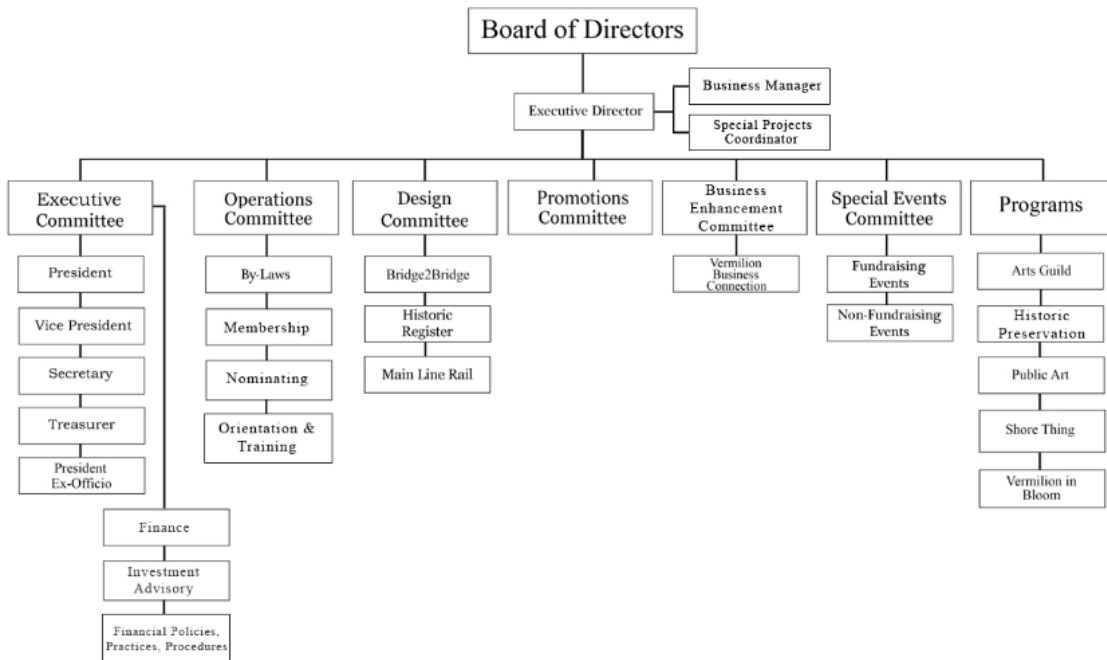 Board of Directors
Business Manager
Executive Director
Special Projects
Coordinator
Executive
Committee
Operations
Committee
Design
Committee
Promotions
Committee
Business
Enhancement
Committee
Special Events
Committee
Programs
President
Vice President
Secretary
Treasurer
President
Ex-Officio
Finance
Investment
Advisory
Financial Policies,
Practices, Procedures
By-Laws
Membership
Nominating
Orientation &
Training
Bridge2Bridge
Historic
Register
Main Line Rail
Vermilion
Business
Connection
Fundraising
Events
Non-Fundraising
Events
Arts Guild
Historic
Preservation
Public Art
Shore Thing
Vermilion in
Bloom